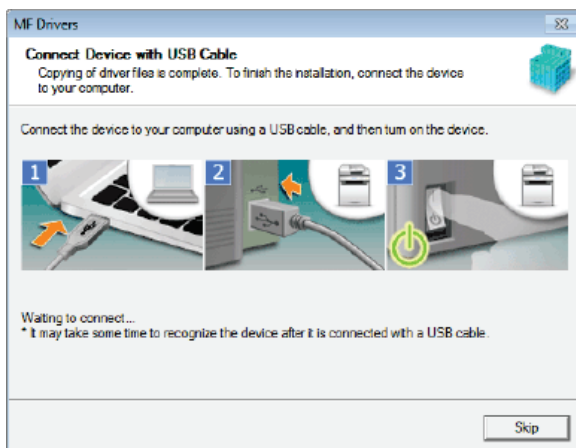 MF Drivers
Connect Device with USB Cable
Copying of driver files is complete. To finish the installation, connect the device
to your computer.
Connect the device to your computer using a USB cable, and then turn on the device.
1 2 3
Waiting to connect...
* It may take some time to recognize the device after it is connected with a USB cable.
Skip